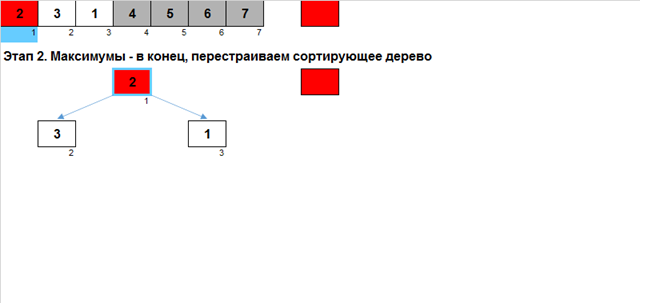 2 3 1 4 5 6 7
1 2 3 4 5 6 7
Этап 2. Максимумы - в конец, перестраиваем сортирующее дерево
2
1
3 1
2 3